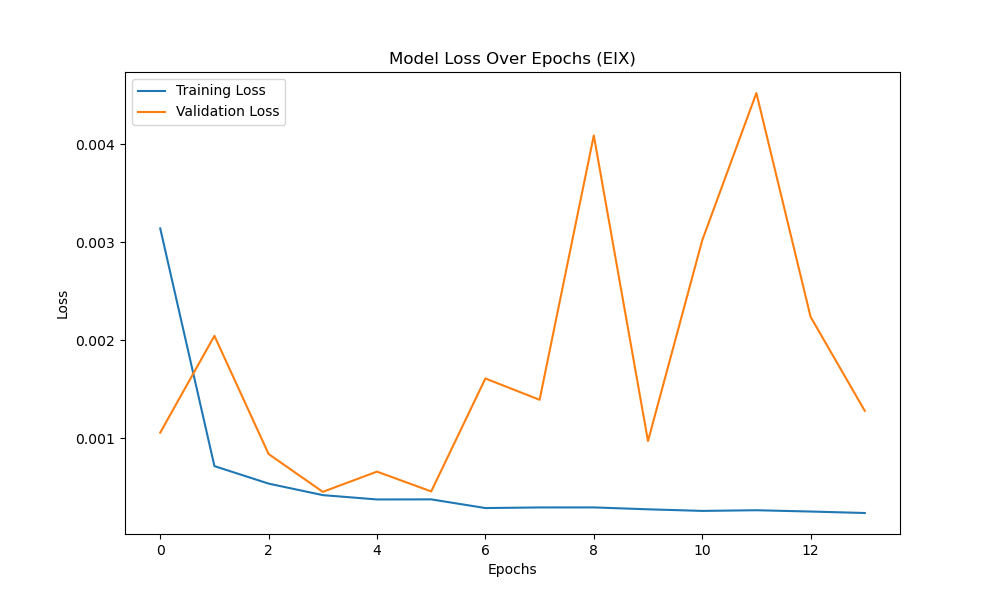 Model Loss Over Epochs (EIX)
Training Loss
Validation Loss
0.004
0.003
0.002
0.001
Loss
0 2 4 6 8 10 12
Epochs